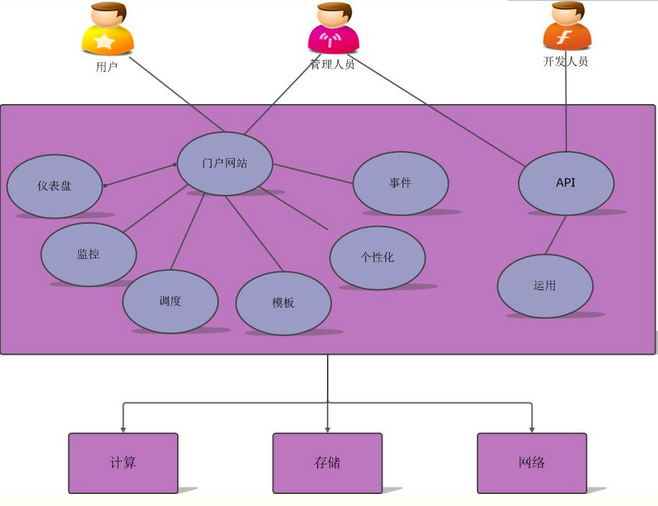 用户
管理人员
开发人员
门户网站
仪表盘
事件
API
监控
个性化
调度
模板
运用
计算
存储
网络